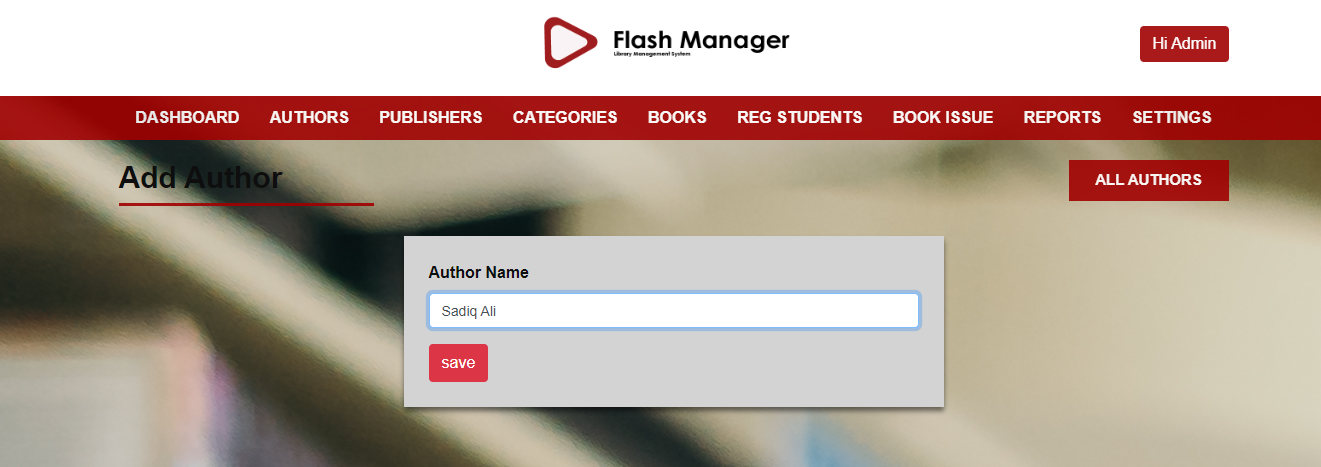 Flash Manager
Library Management System
Hi Admin
DASHBOARD AUTHORS PUBLISHERS CATEGORIES BOOKS REG STUDENTS BOOK ISSUE REPORTS SETTINGS
Add Author
ALL AUTHORS
Author Name
Sadiq Ali
save